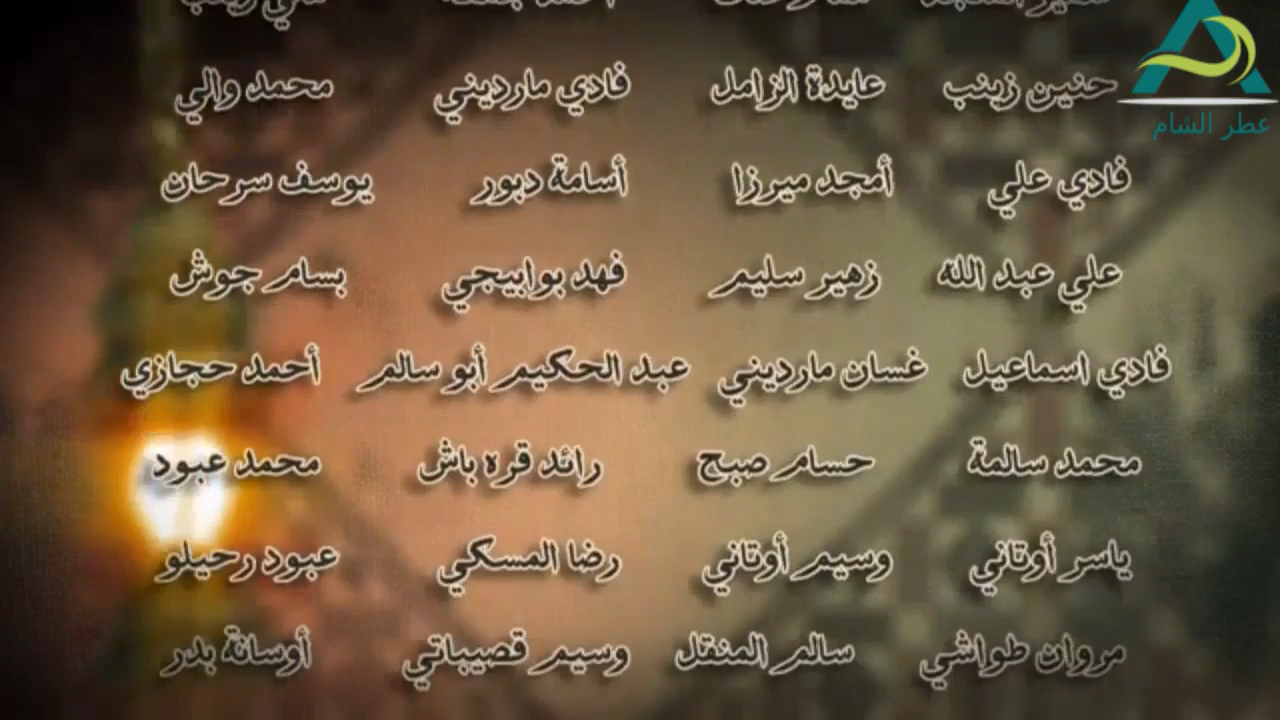 حنين زينب عايدة الزامل فادي مارديني محمد والي
عطر الشام
فادي علي أمجد ميرزا أسامة دبور يوسف سرحان
علي عبد الله زهير سليم فهد بوابيجي بسام جوش
فادي اسماعيل غسان مارديني عبد الحكيم أبو سالم أحمد حجازي
محمد سالمة حسام صبح رائد قره باش محمد عبود
ياسر أوتاني وسيم أوتاني رضا المسكي عبود رحيلو
مروان طواشي سالم المنقل وسيم قصيباتي أوسانة بدر